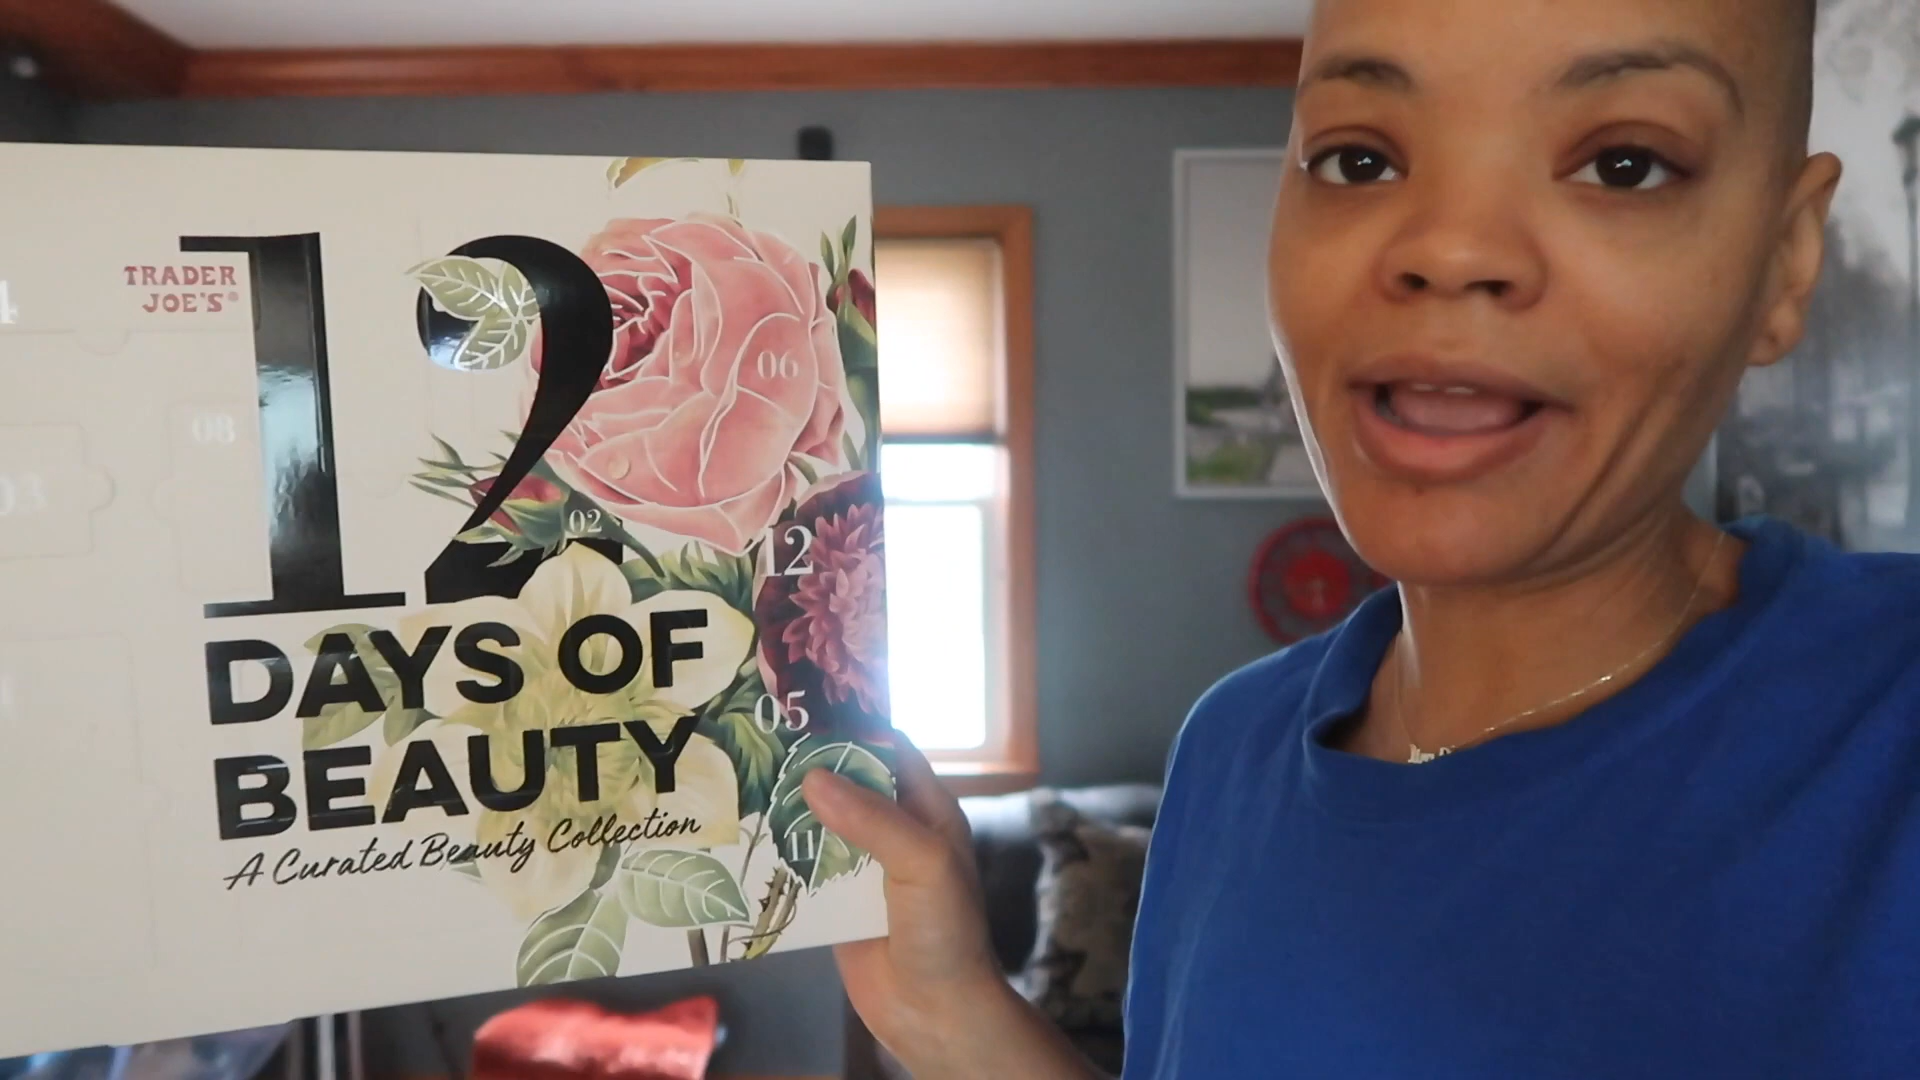 TRADER
JOE'S®
12
DAYS OF
BEAUTY
A Curated Beauty Collection
06
08
03
02
12
05
11